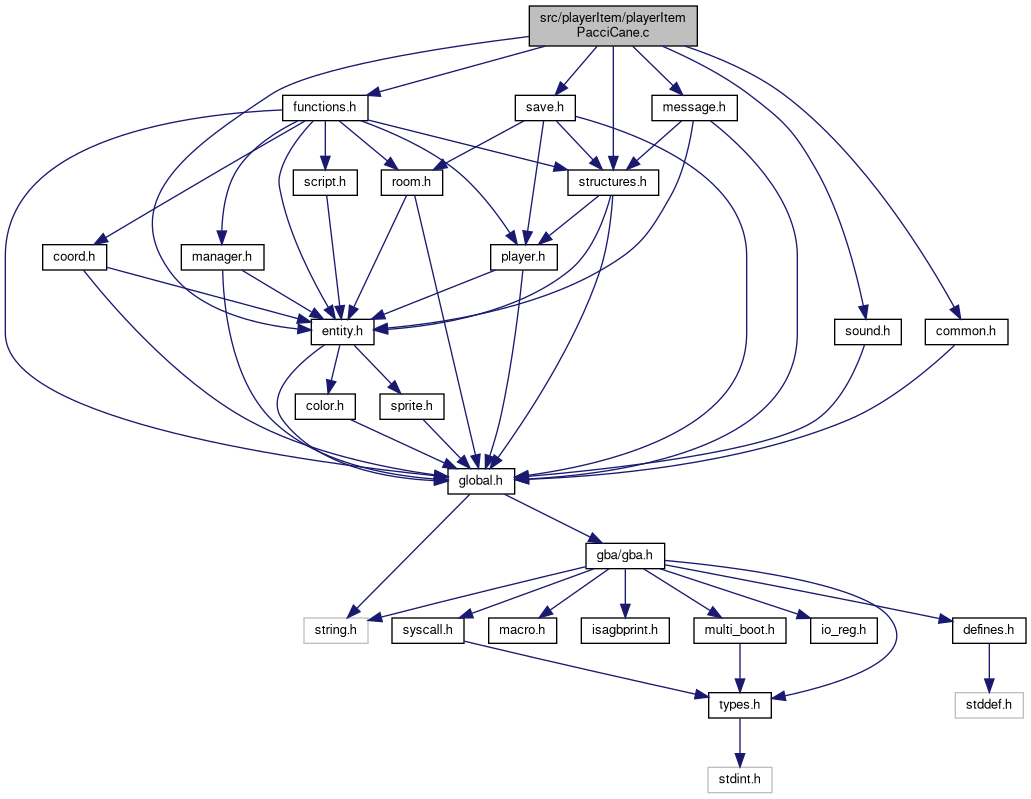 src/playerItem/playerItem
PacciCane.c
functions.h
save.h
message.h
script.h
room.h
structures.h
coord.h
manager.h
player.h
entity.h
sound.h
common.h
color.h
sprite.h
global.h
gba/gba.h
string.h
syscall.h
macro.h
isagbprint.h
multi_boot.h
io_reg.h
defines.h
types.h
stddef.h
stdint.h